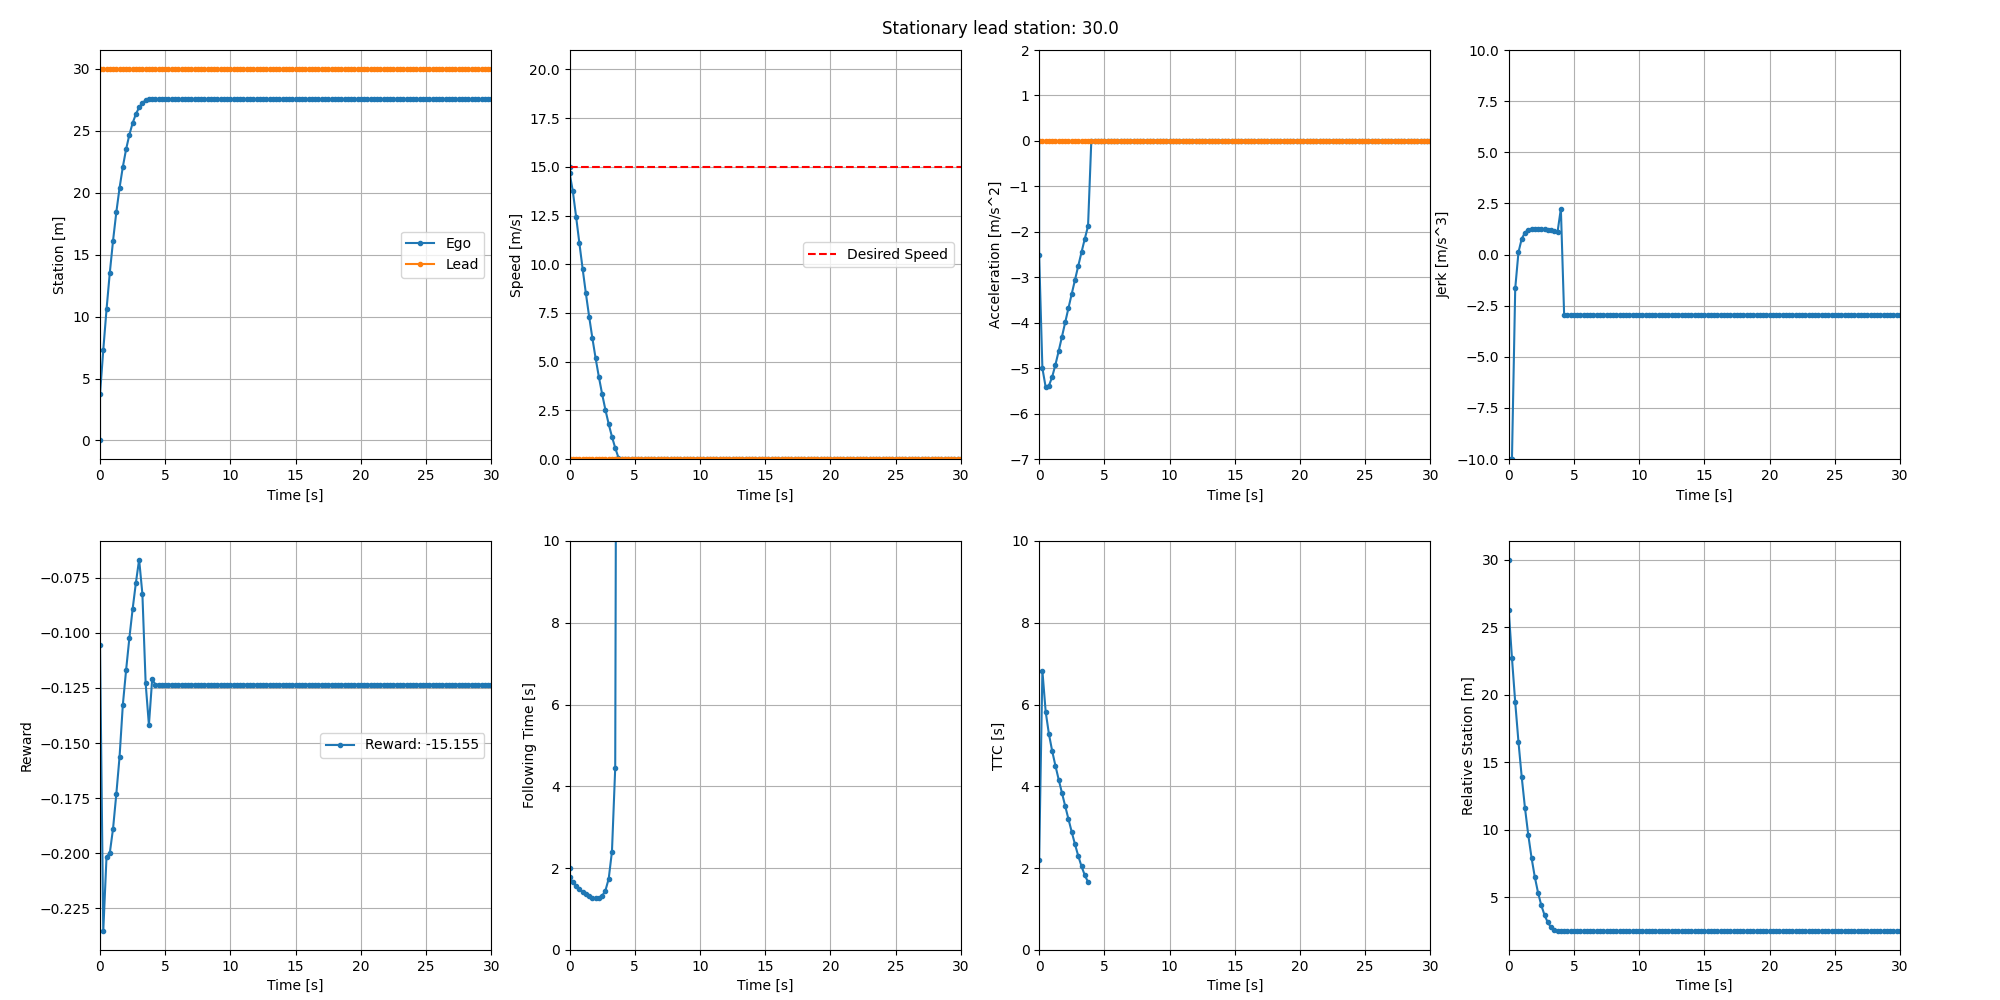 Stationary lead station: 30.0
30
25
20
15
10
5
0
Station [m]
Ego
Lead
0 5 10 15 20 25 30
Time [s]
20.0
17.5
15.0
12.5
10.0
7.5
5.0
2.5
0.0
Speed [m/s]
Desired Speed
0 5 10 15 20 25 30
Time [s]
2
1
0
−1
−2
−3
−4
−5
−6
−7
Acceleration [m/s^2]
0 5 10 15 20 25 30
Time [s]
10.0
7.5
5.0
2.5
0.0
−2.5
−5.0
−7.5
−10.0
Jerk [m/s^3]
0 5 10 15 20 25 30
Time [s]
−0.075
−0.100
−0.125
−0.150
−0.175
−0.200
−0.225
Reward
Reward: -15.155
0 5 10 15 20 25 30
Time [s]
10
8
6
4
2
0
Following Time [s]
0 5 10 15 20 25 30
Time [s]
10
8
6
4
2
0
TTC [s]
0 5 10 15 20 25 30
Time [s]
30
25
20
15
10
5
Relative Station [m]
0 5 10 15 20 25 30
Time [s]